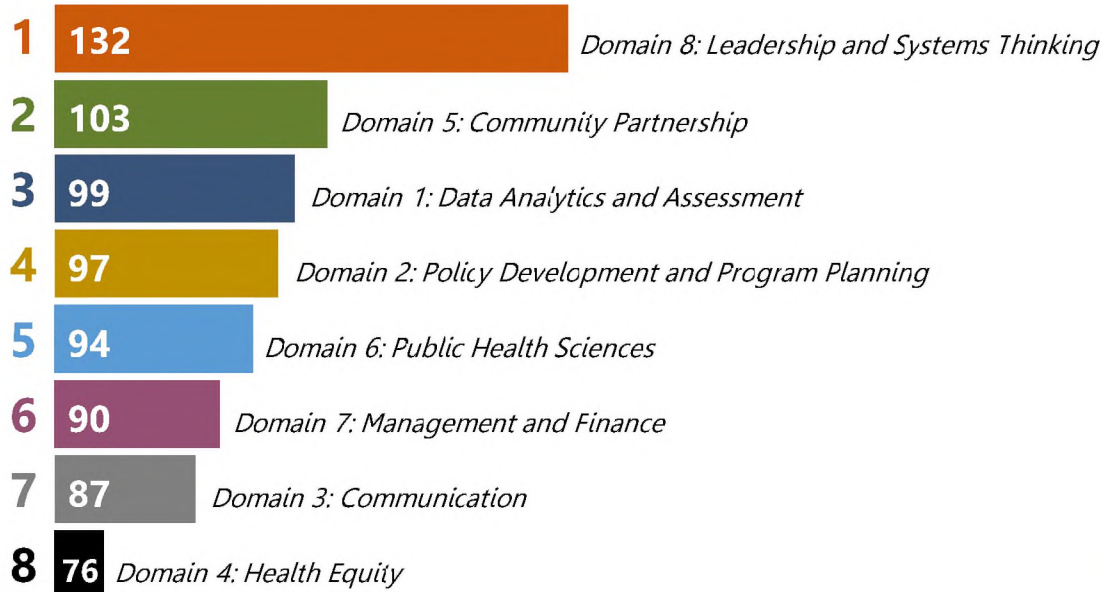 1 132 Domain 8: Leadership and Systems Thinking
2 103 Domain 5: Community Partnership
3 99 Domain 1: Data Analytics and Assessment
4 97 Domain 2: Policy Development and Program Planning
5 94 Domain 6: Public Health Sciences
6 90 Domain 7: Management and Finance
7 87 Domain 3: Communication
8 76 Domain 4: Health Equity